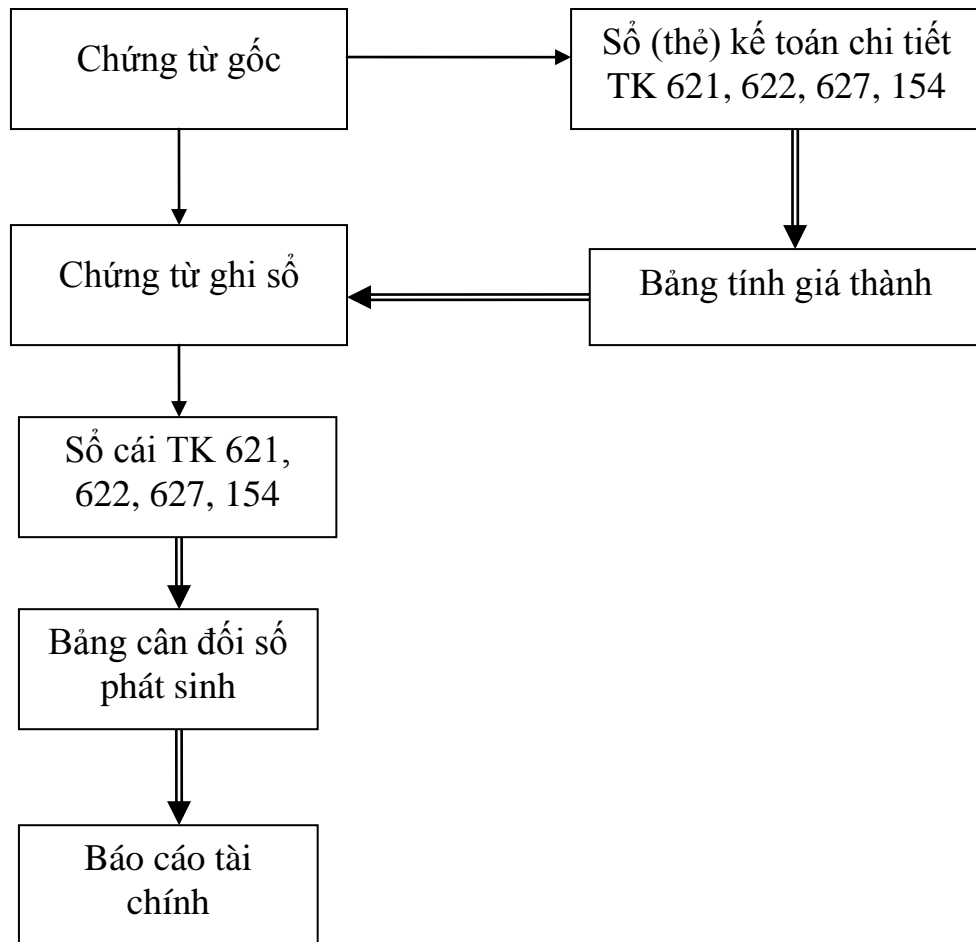 Chứng từ gốc
Sổ (thẻ) kế toán chi tiết
TK 621, 622, 627, 154
Chứng từ ghi sổ
Bảng tính giá thành
Sổ cái TK 621,
622, 627, 154
Bảng cân đối số
phát sinh
Báo cáo tài
chính